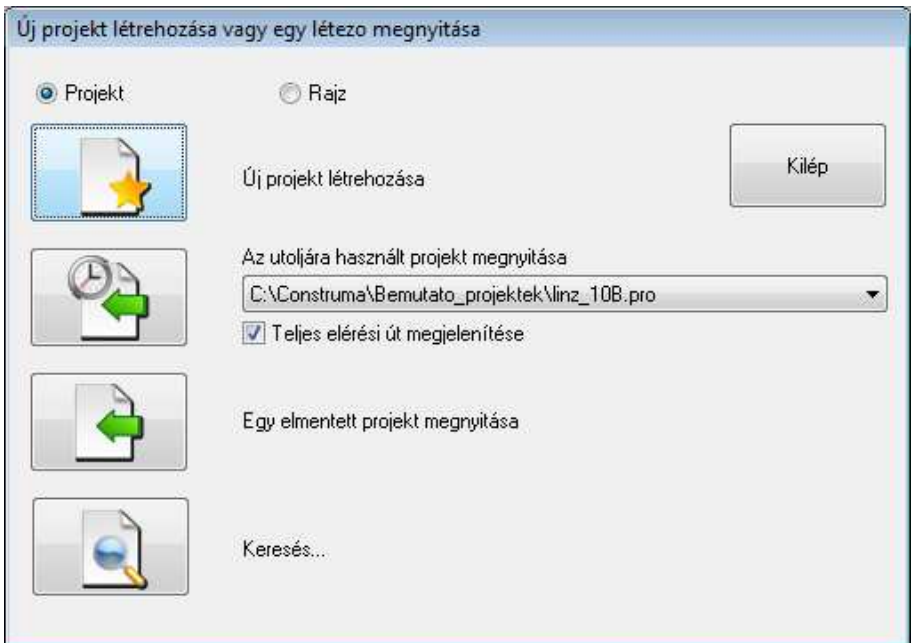 Új projekt létrehozása vagy egy létezo megnyitása
Projekt
Rajz
Új projekt létrehozása
Kilép
Az utoljára használt projekt megnyitása
C:\Construma\Bemutato_projektek\linz_10B.pro
Teljes elérési út megjelenítése
Egy elmentett projekt megnyitása
Keresés...